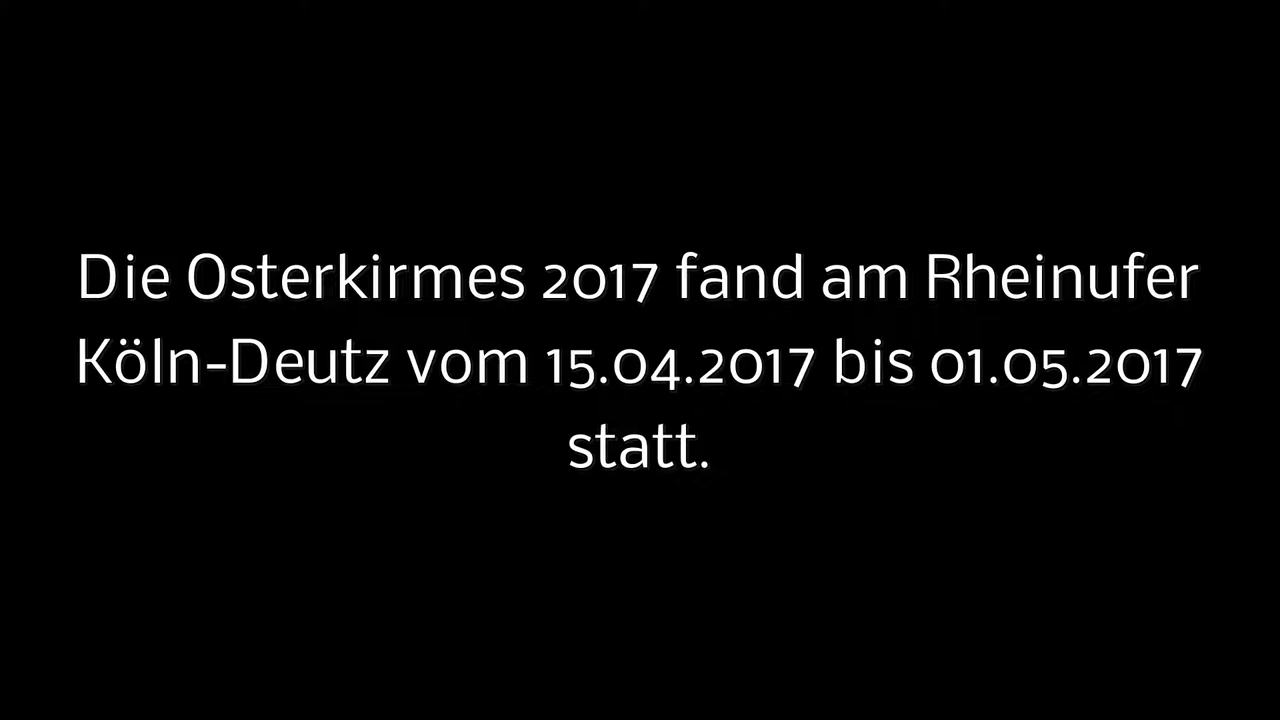 Die Osterkirmes 2017 fand am Rheinufer
Köln-Deutz vom 15.04.2017 bis 01.05.2017
statt.